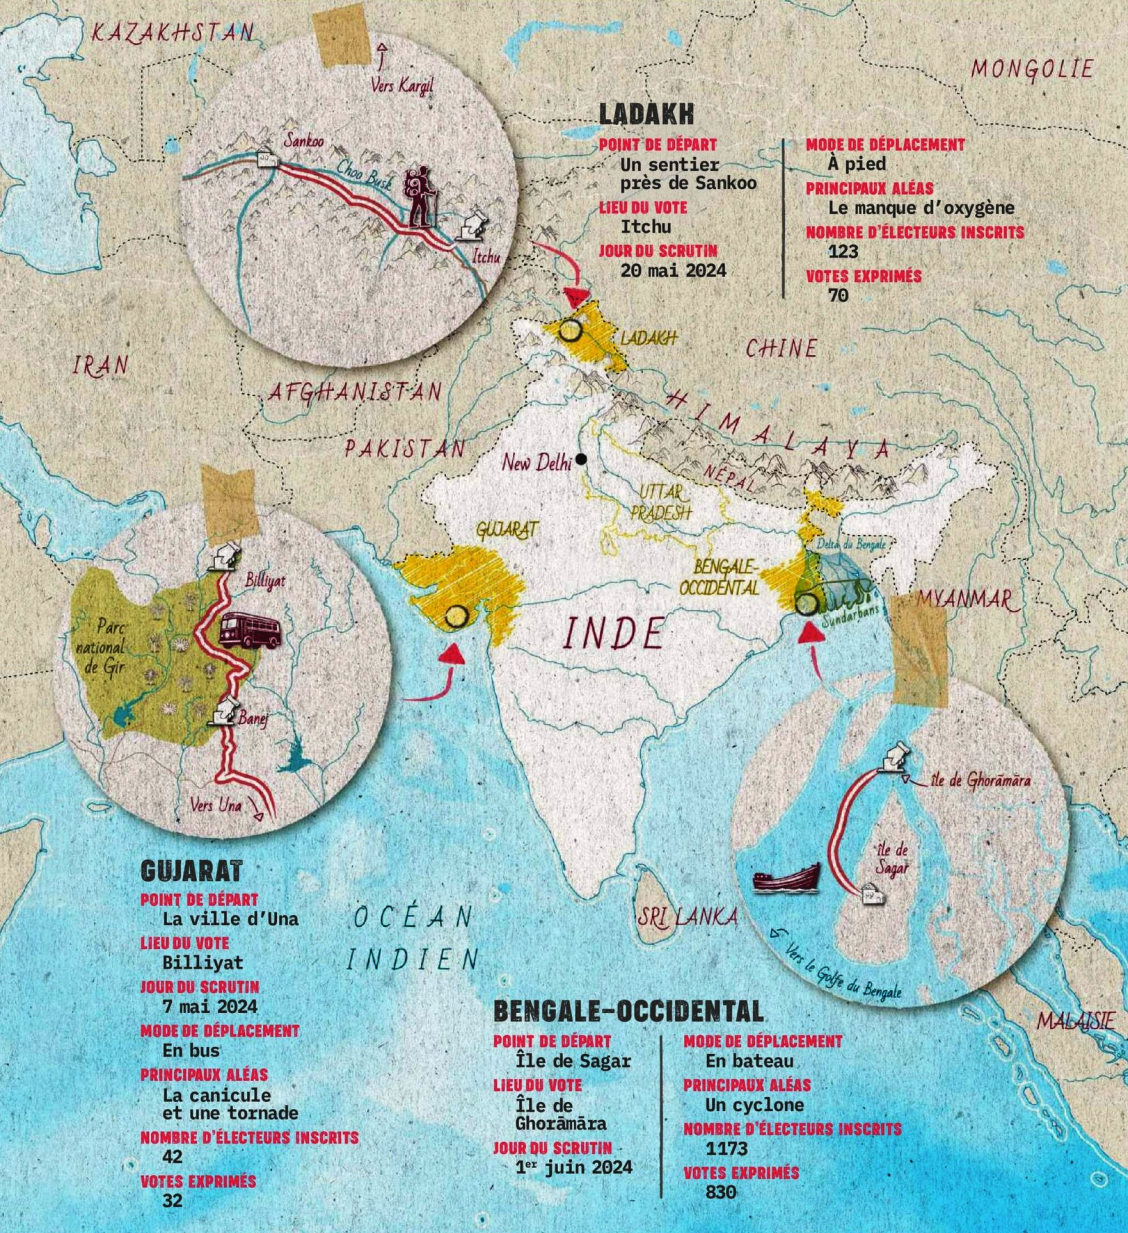 KAZAKHSTAN
MONGOLIE
Vers Kargil
Sankoo
Choo Busk
Itchu
LADAKH
POINT DE DÉPART
Un sentier
près de Sankoo
LIEU DU VOTE
Itchu
JOUR DU SCRUTIN
20 mai 2024
MODE DE DÉPLACEMENT
À pied
PRINCIPAUX ALÉAS
Le manque d'oxygène
NOMBRE D'ÉLECTEURS INSCRITS
123
VOTES EXPRIMÉS
70
LADAKH
CHINE
IRAN
AFGHANISTAN
PAKISTAN
HIMALAYA
NÉPAL
New Delhi
UTTAR
PRADESH
GUJARAT
Delta du Bengale
BENGALE-
OCCIDENTAL
Sundarbans
MYANMAR
INDE
Billiyat
Parc
national
de Gir
Banej
Vers Una
île de Ghorāmāra
île de
Sagar
Vers le Golfe du Bengale
SRI LANKA
OCÉAN
INDIEN
MALAISIE
GUJARAT
POINT DE DÉPART
La ville d'Una
LIEU DU VOTE
Billiyat
JOUR DU SCRUTIN
7 mai 2024
MODE DE DÉPLACEMENT
En bus
PRINCIPAUX ALÉAS
La canicule
et une tornade
NOMBRE D'ÉLECTEURS INSCRITS
42
VOTES EXPRIMÉS
32
BENGALE-OCCIDENTAL
POINT DE DÉPART
Île de Sagar
LIEU DU VOTE
Île de
Ghorāmāra
JOUR DU SCRUTIN
1er juin 2024
MODE DE DÉPLACEMENT
En bateau
PRINCIPAUX ALÉAS
Un cyclone
NOMBRE D'ÉLECTEURS INSCRITS
1173
VOTES EXPRIMÉS
830